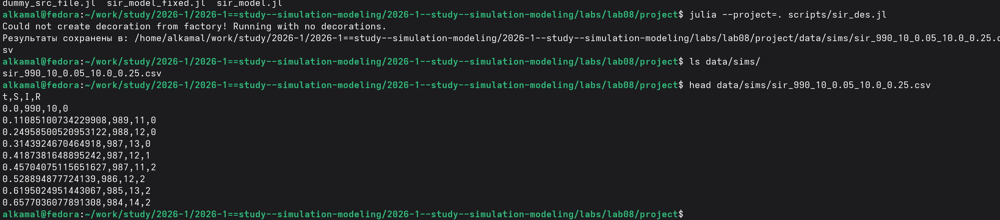 dummy_src_file.jl  sir_model_fixed.jl  sir_model.jl
alkamal@fedora:~/work/study/2026-1/2026-1==study--simulation-modeling/2026-1--study--simulation-modeling/labs/lab08/project$ julia --project=. scripts/sir_des.jl
Could not create decoration from factory! Running with no decorations.
Результаты сохранены в: /home/alkamal/work/study/2026-1/2026-1==study--simulation-modeling/2026-1--study--simulation-modeling/labs/lab08/project/data/sims/sir_990_10_0.05_10.0_0.25.c
sv
alkamal@fedora:~/work/study/2026-1/2026-1==study--simulation-modeling/2026-1--study--simulation-modeling/labs/lab08/project$ ls data/sims/
sir_990_10_0.05_10.0_0.25.csv
alkamal@fedora:~/work/study/2026-1/2026-1==study--simulation-modeling/2026-1--study--simulation-modeling/labs/lab08/project$ head data/sims/sir_990_10_0.05_10.0_0.25.csv
t,S,I,R
0.0,990,10,0
0.11085100734229908,989,11,0
0.24958500520953122,988,12,0
0.3143924670464918,987,13,0
0.4187381648895242,987,12,1
0.45704075115651627,987,11,2
0.528894877724139,986,12,2
0.6195024951443067,985,13,2
0.6577036077891308,984,14,2
alkamal@fedora:~/work/study/2026-1/2026-1==study--simulation-modeling/2026-1--study--simulation-modeling/labs/lab08/project$